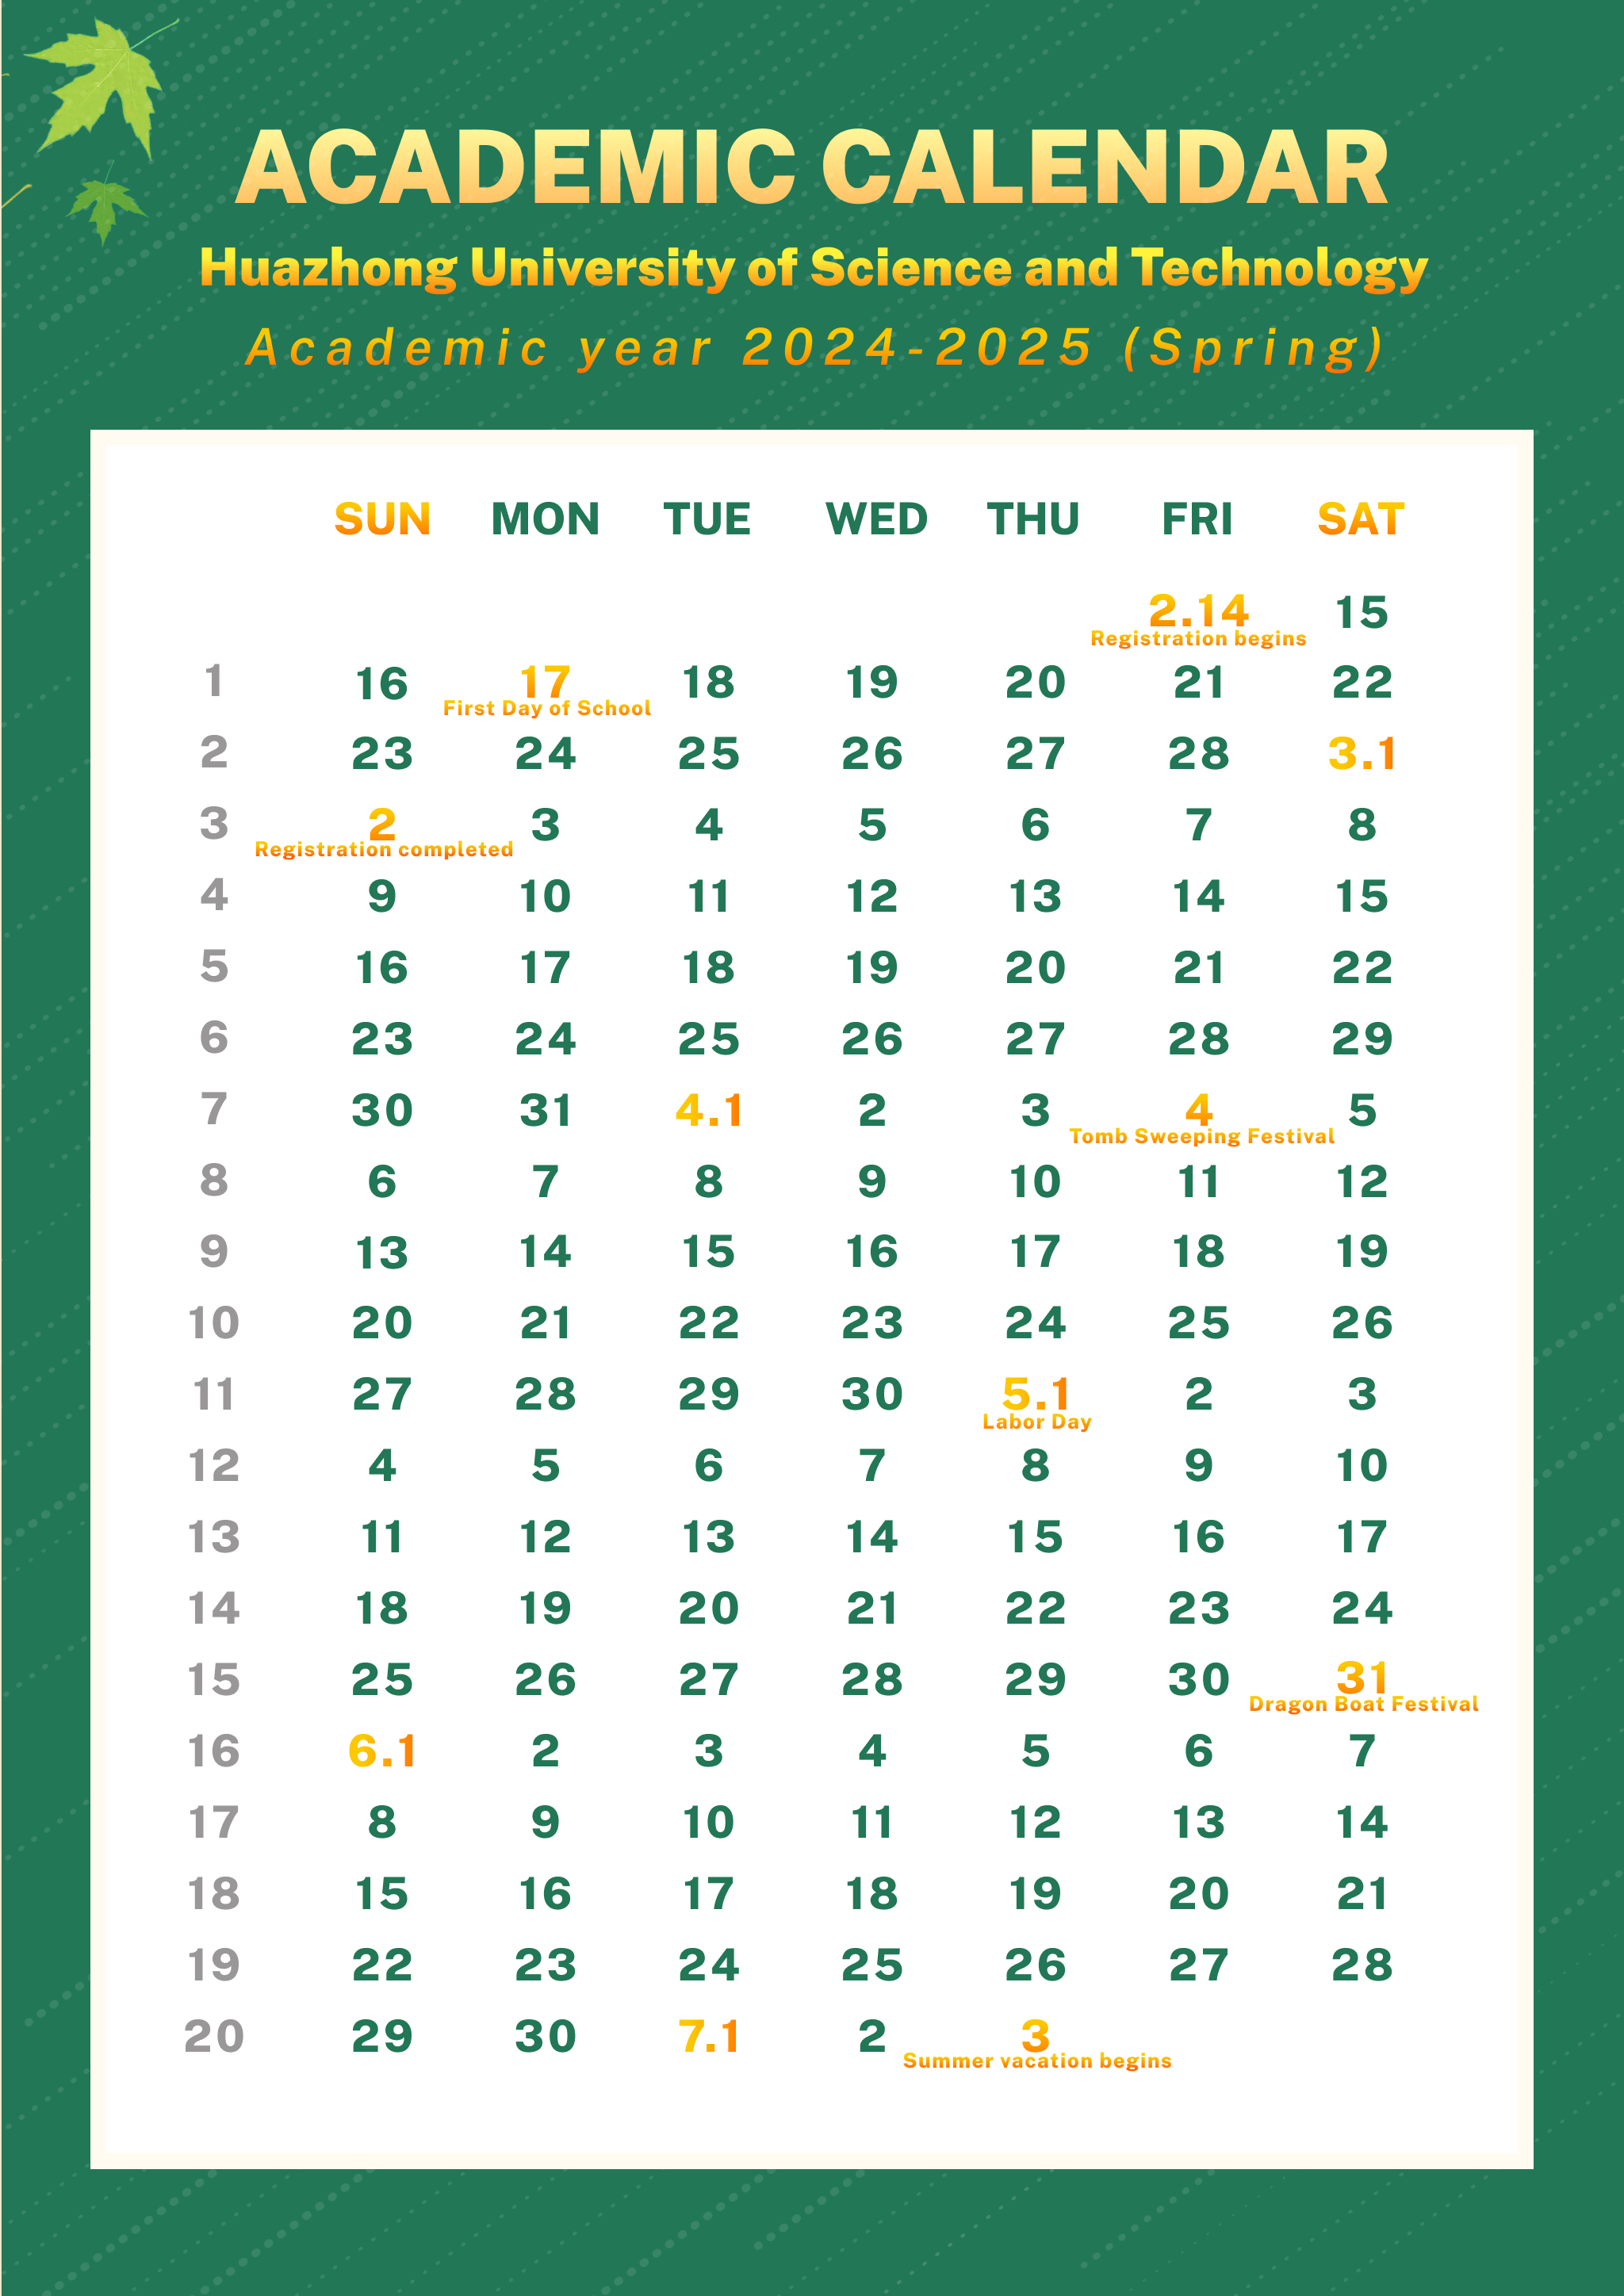 ACADEMIC CALENDAR
Huazhong University of Science and Technology
Academic year 2024-2025 (Spring)
SUN MON TUE WED THU FRI SAT
2.14 15
Registration begins
1 16 17 18 19 20 21 22
First Day of School
2 23 24 25 26 27 28 3.1
3 2 3 4 5 6 7 8
Registration completed
4 9 10 11 12 13 14 15
5 16 17 18 19 20 21 22
6 23 24 25 26 27 28 29
7 30 31 4.1 2 3 4 5
Tomb Sweeping Festival
8 6 7 8 9 10 11 12
9 13 14 15 16 17 18 19
10 20 21 22 23 24 25 26
11 27 28 29 30 5.1 2 3
Labor Day
12 4 5 6 7 8 9 10
13 11 12 13 14 15 16 17
14 18 19 20 21 22 23 24
15 25 26 27 28 29 30 31
Dragon Boat Festival
16 6.1 2 3 4 5 6 7
17 8 9 10 11 12 13 14
18 15 16 17 18 19 20 21
19 22 23 24 25 26 27 28
20 29 30 7.1 2 3
Summer vacation begins